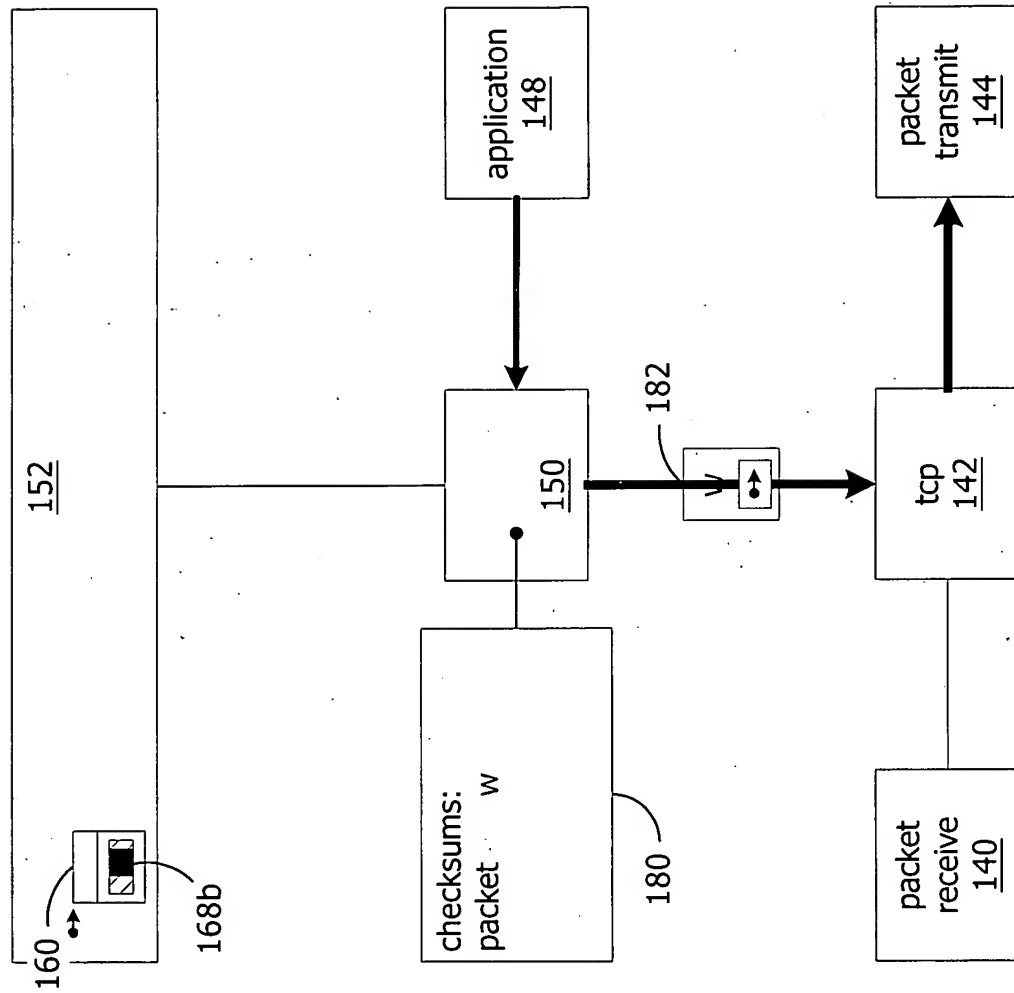 152
160
168b
checksums:
packet w
180
150
application
148
182
w
packet
receive
140
tcp
142
packet
transmit
144